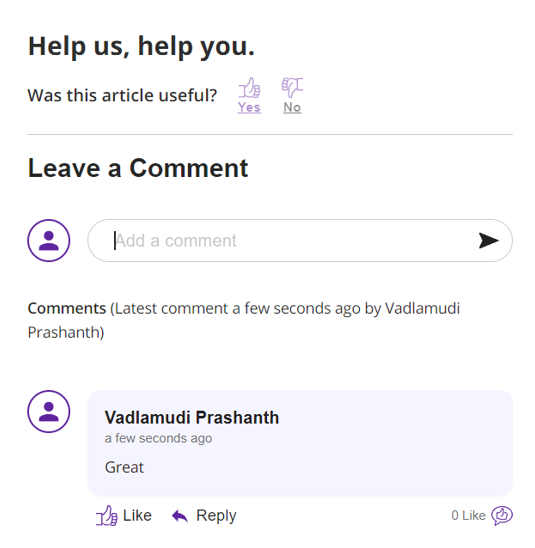 Help us, help you.
Was this article useful?
Yes No
Leave a Comment
Add a comment
Comments (Latest comment a few seconds ago by Vadlamudi
Prashanth)
Vadlamudi Prashanth
a few seconds ago
Great
Like Reply 0 Like